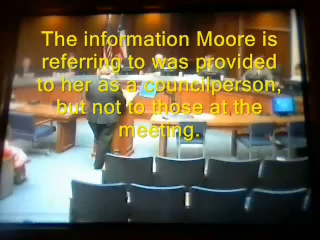 The information Moore is
referring to was provided
to her as a councilperson,
but not to those at the
meeting.